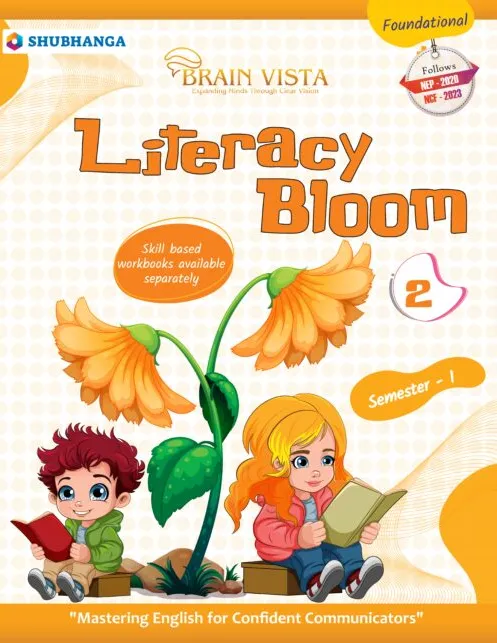 SHUBHANGA
Foundational
Follows
NEP - 2020
NCF - 2023
BRAIN VISTA
Expanding Minds Through Clear Vision
Literacy
Bloom
Skill based
workbooks available
separately
2
Semester - I
"Mastering English for Confident Communicators"